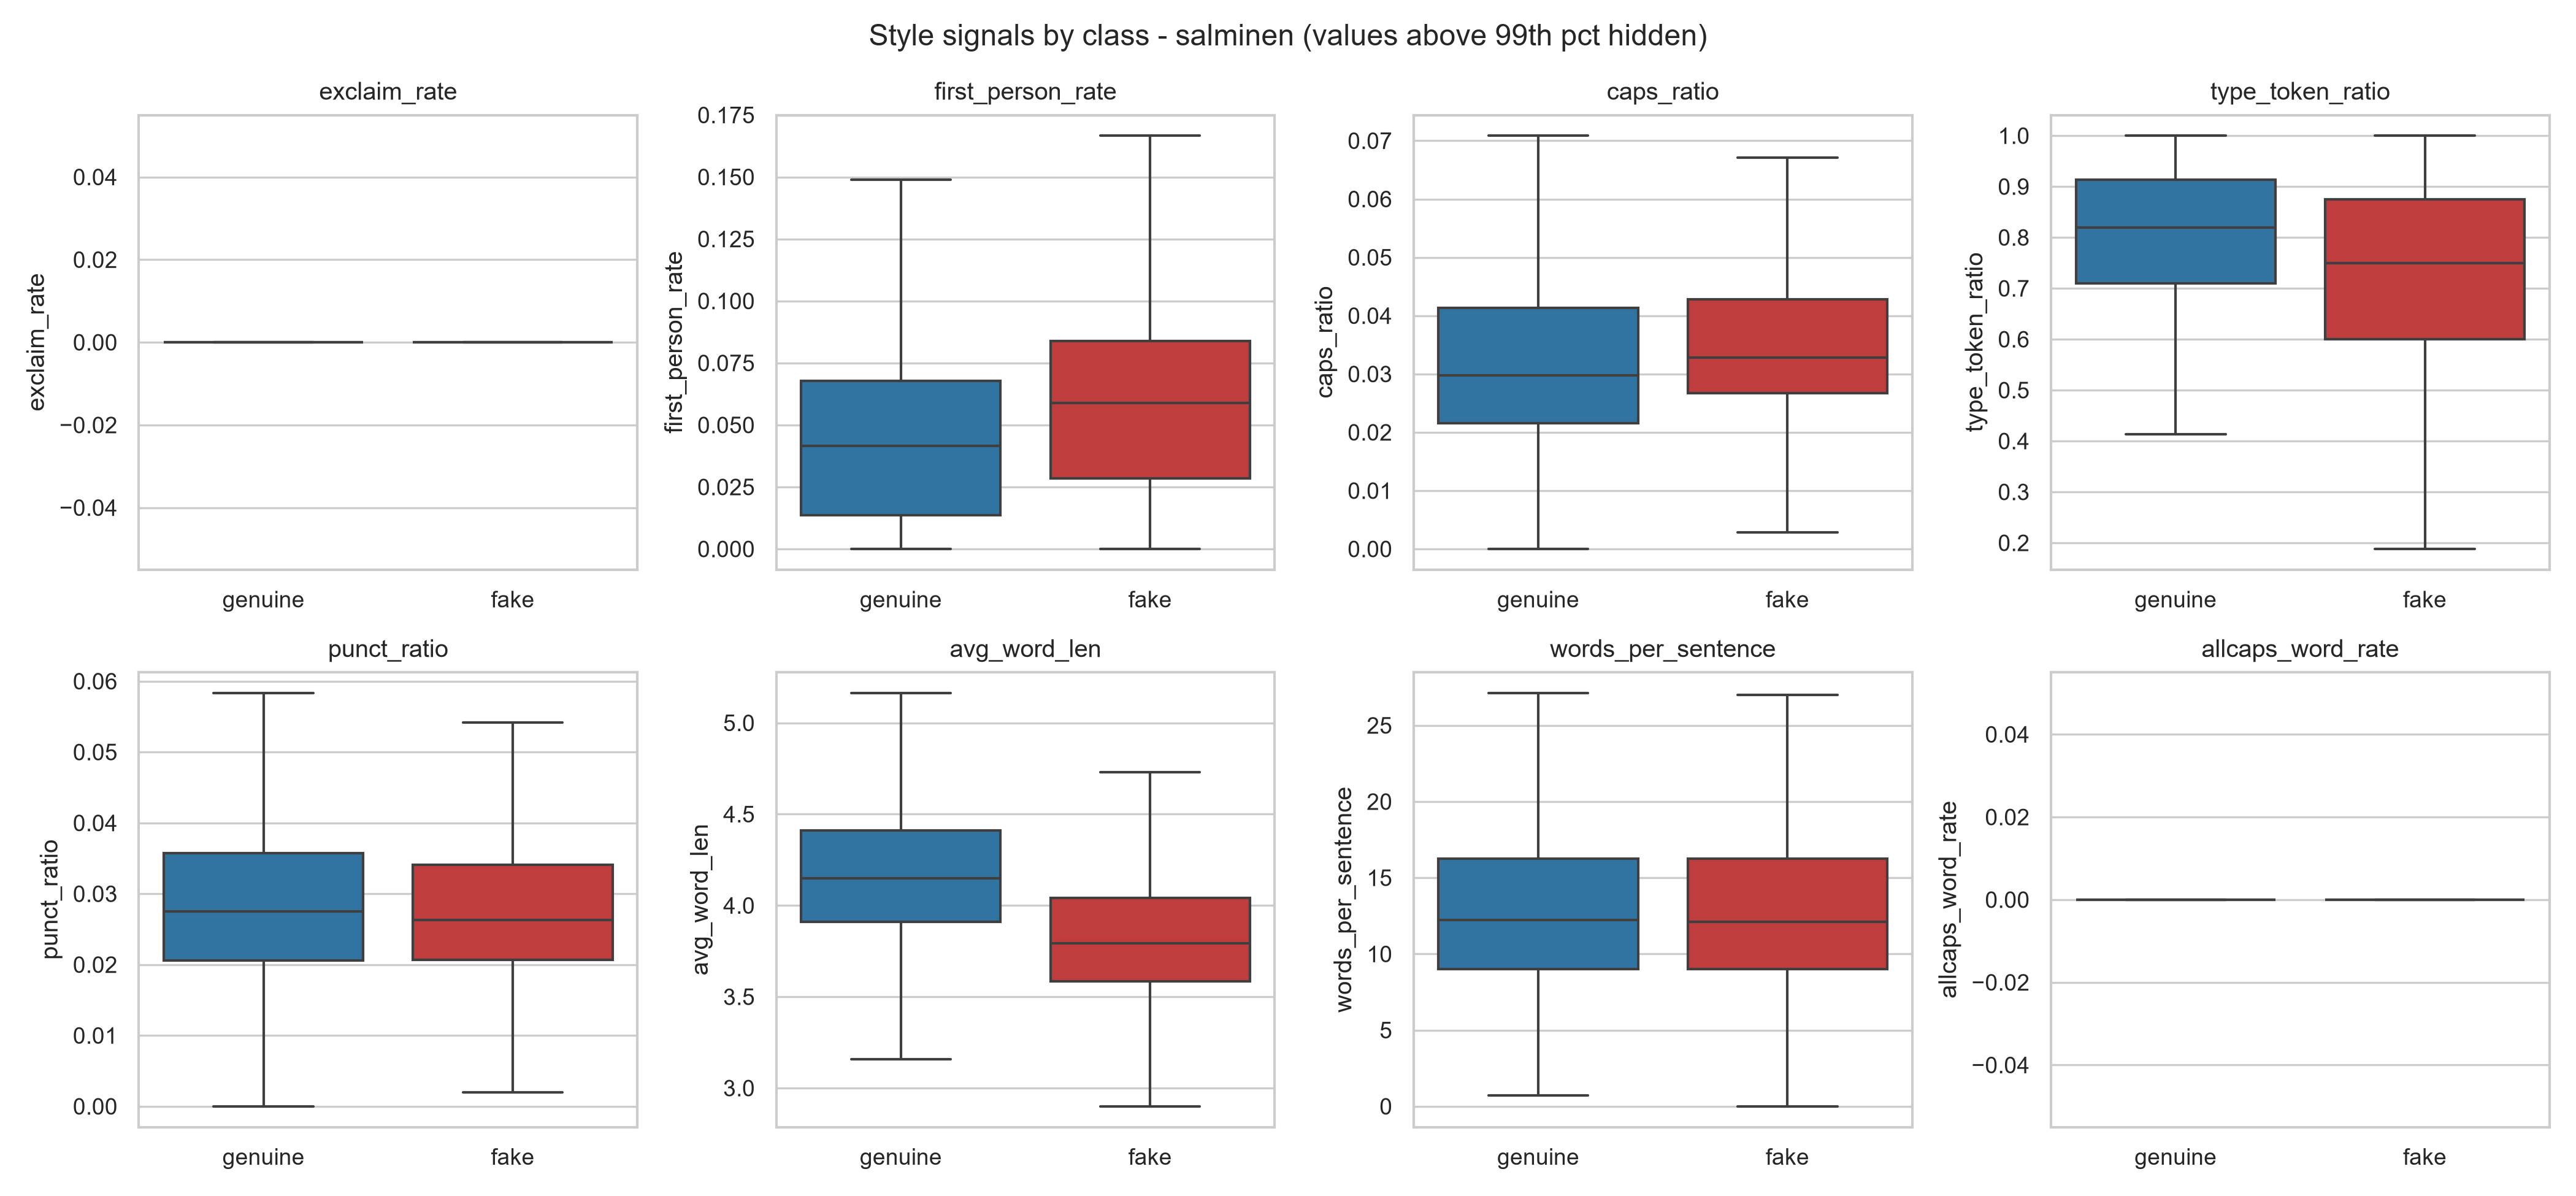 Style signals by class - salminen (values above 99th pct hidden)
exclaim_rate
first_person_rate
caps_ratio
type_token_ratio
exclaim_rate
0.04
0.02
0.00
−0.02
−0.04
genuine
fake
first_person_rate
0.175
0.150
0.125
0.100
0.075
0.050
0.025
0.000
genuine
fake
caps_ratio
0.07
0.06
0.05
0.04
0.03
0.02
0.01
0.00
genuine
fake
type_token_ratio
1.0
0.9
0.8
0.7
0.6
0.5
0.4
0.3
0.2
genuine
fake
punct_ratio
avg_word_len
words_per_sentence
allcaps_word_rate
punct_ratio
0.06
0.05
0.04
0.03
0.02
0.01
0.00
genuine
fake
avg_word_len
5.0
4.5
4.0
3.5
3.0
genuine
fake
words_per_sentence
25
20
15
10
5
0
genuine
fake
allcaps_word_rate
0.04
0.02
0.00
−0.02
−0.04
genuine
fake